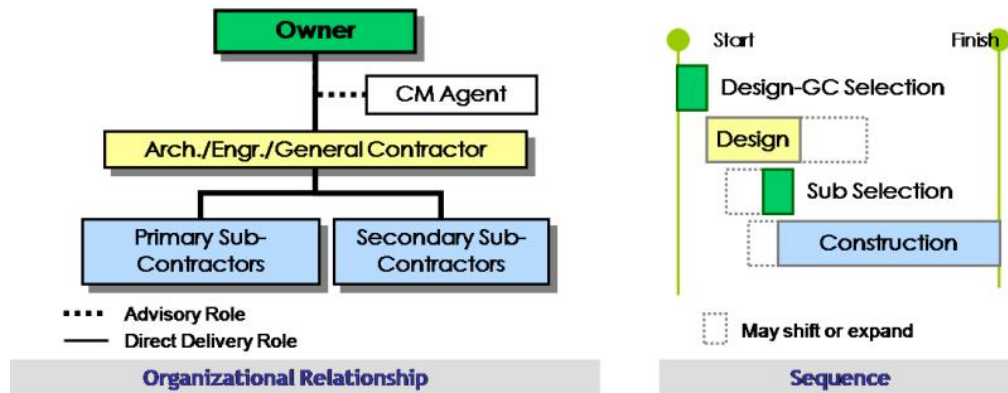 Owner
CM Agent
Arch./Engr./General Contractor
Primary Sub-
Contractors
Secondary Sub-
Contractors
Advisory Role
Direct Delivery Role
Organizational Relationship
Start
Finish
Design-GC Selection
Design
Sub Selection
Construction
May shift or expand
Sequence